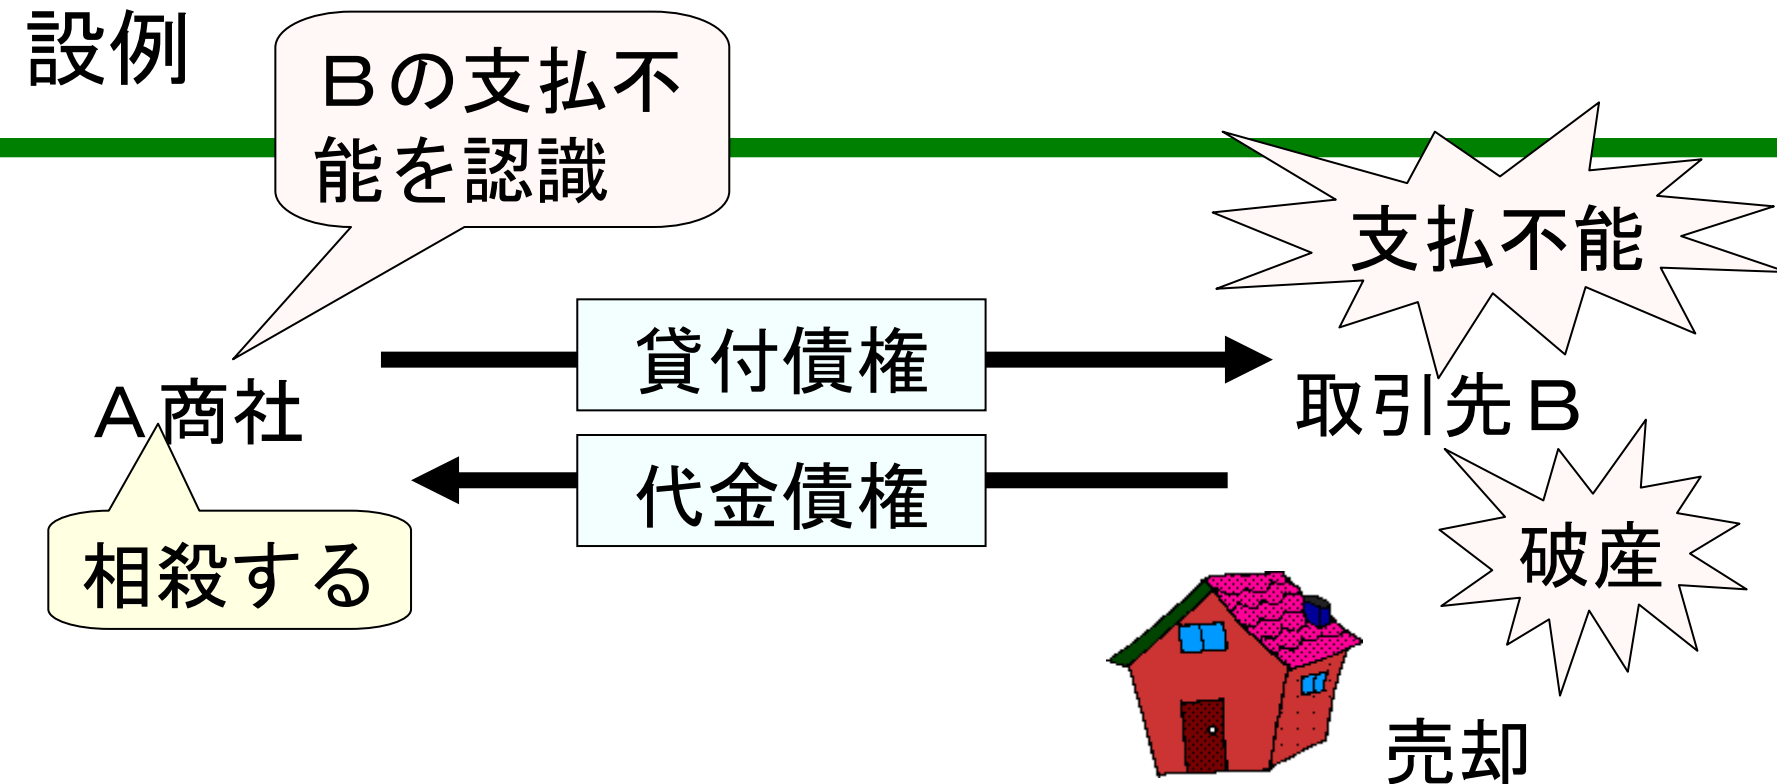 設例
Ｂの支払不
能を認識
支払不能
貸付債権
Ａ商社
取引先Ｂ
代金債権
相殺する
破産
売却